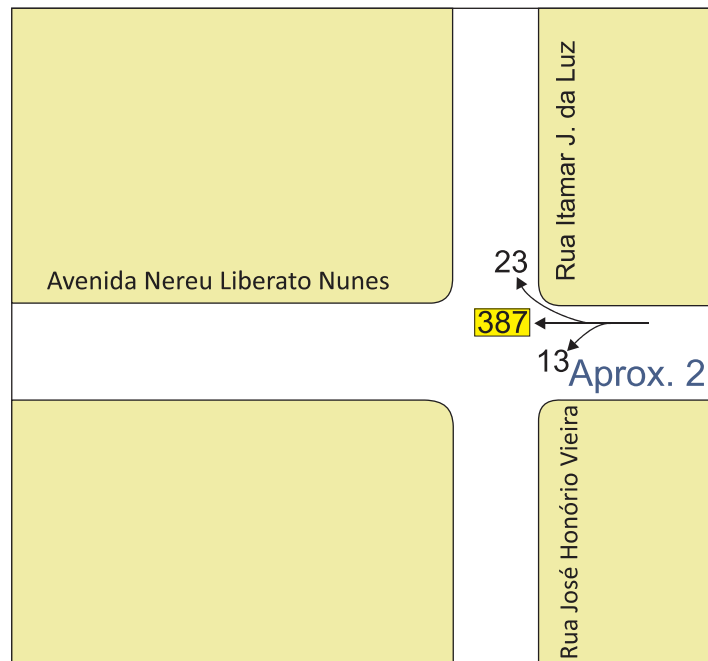 Rua Itamar J. da Luz
23
Avenida Nereu Liberato Nunes
387
13
Aprox. 2
Rua José Honório Vieira